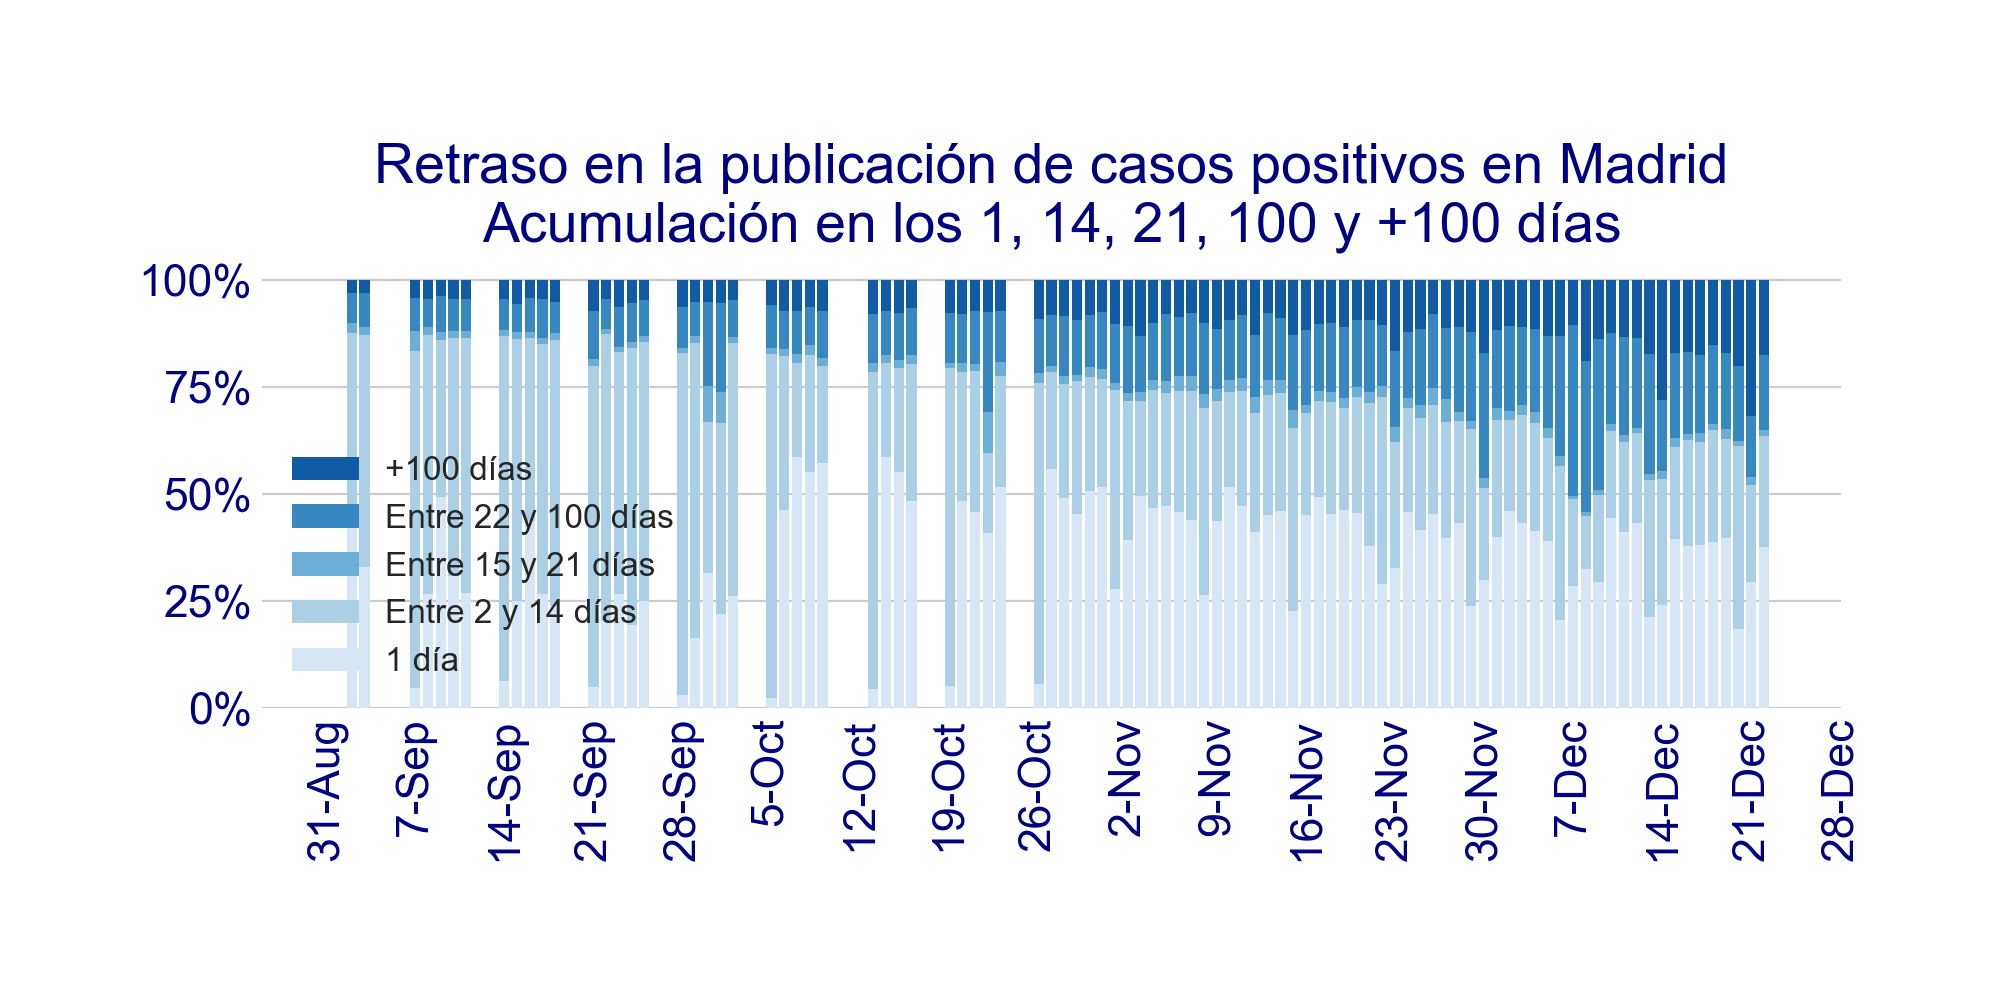 Retraso en la publicación de casos positivos en Madrid
Acumulación en los 1, 14, 21, 100 y +100 días
100%
75%
50%
25%
0%
+100 días
Entre 22 y 100 días
Entre 15 y 21 días
Entre 2 y 14 días
1 día
31-Aug
7-Sep
14-Sep
21-Sep
28-Sep
5-Oct
12-Oct
19-Oct
26-Oct
2-Nov
9-Nov
16-Nov
23-Nov
30-Nov
7-Dec
14-Dec
21-Dec
28-Dec